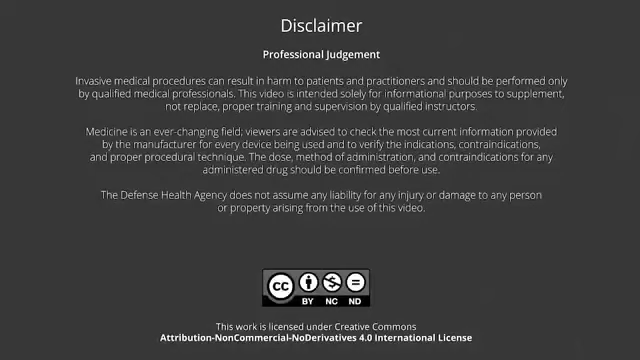 Disclaimer
Professional Judgement
Invasive medical procedures can result in harm to patients and practitioners and should be performed only
by qualified medical professionals. This video is intended solely for informational purposes to supplement,
not replace, proper training and supervision by qualified instructors.
Medicine is an ever-changing field; viewers are advised to check the most current information provided
by the manufacturer for every device being used and to verify the indications, contraindications,
and proper procedural technique. The dose, method of administration, and contraindications for any
administered drug should be confirmed before use.
The Defense Health Agency does not assume any liability for any injury or damage to any person
or property arising from the use of this video.
cc
BY NC ND
This work is licensed under Creative Commons
Attribution-NonCommercial-NoDerivatives 4.0 International License